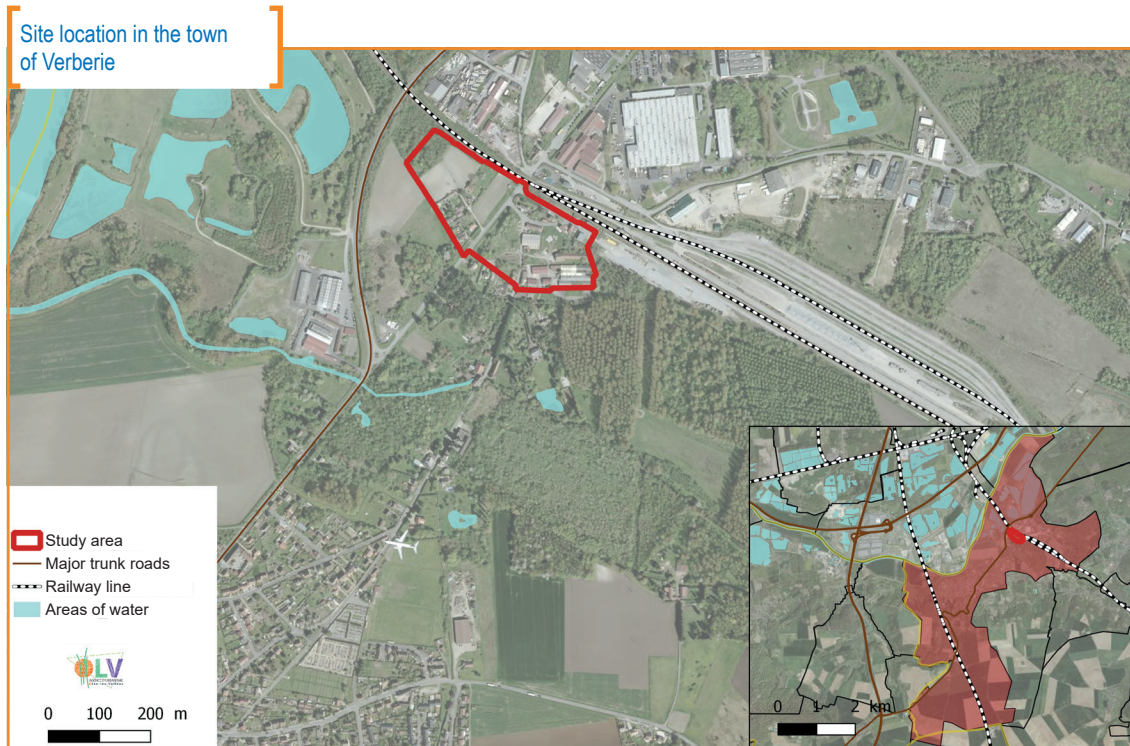 Site location in the town
of Verberie
Study area
Major trunk roads
Railway line
Areas of water
LV
0 100 200 m
0 1 2 km